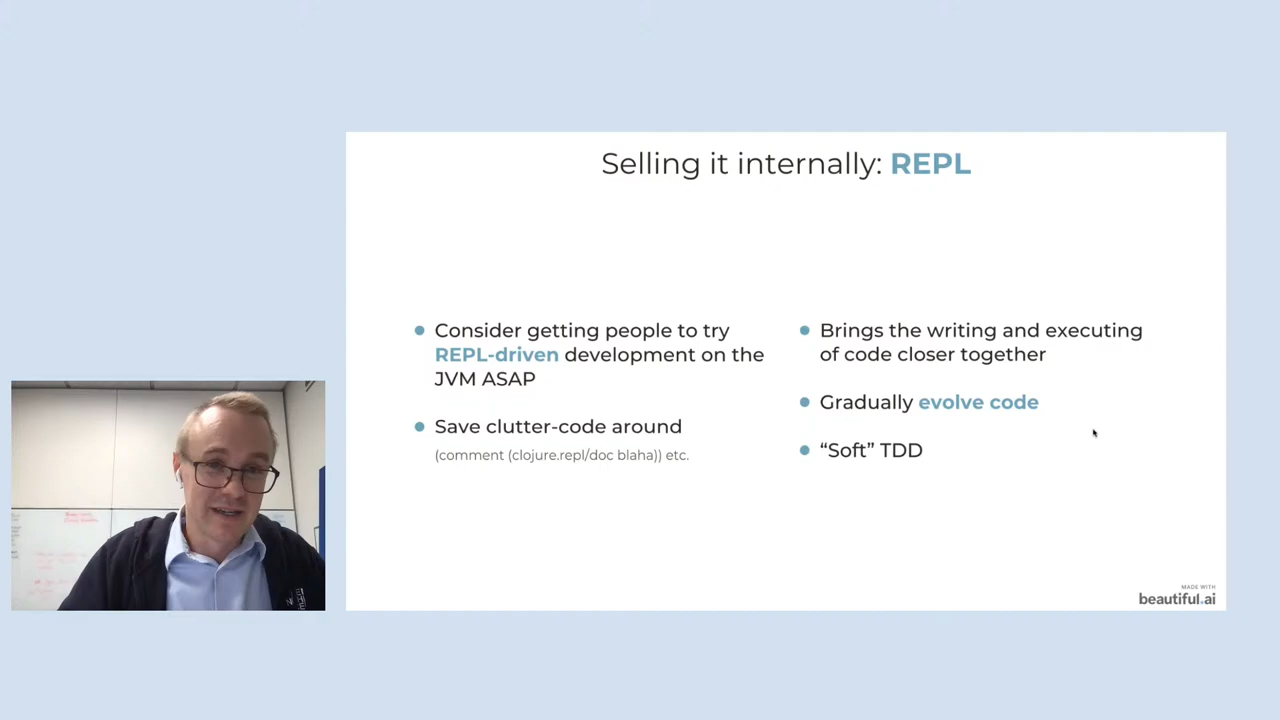 Selling it internally: REPL
Consider getting people to try
REPL-driven development on the
JVM ASAP
Save clutter-code around
(comment (clojure.repl/doc blaha)) etc.
Brings the writing and executing
of code closer together
Gradually evolve code
“Soft” TDD
MADE WITH
beautiful.ai